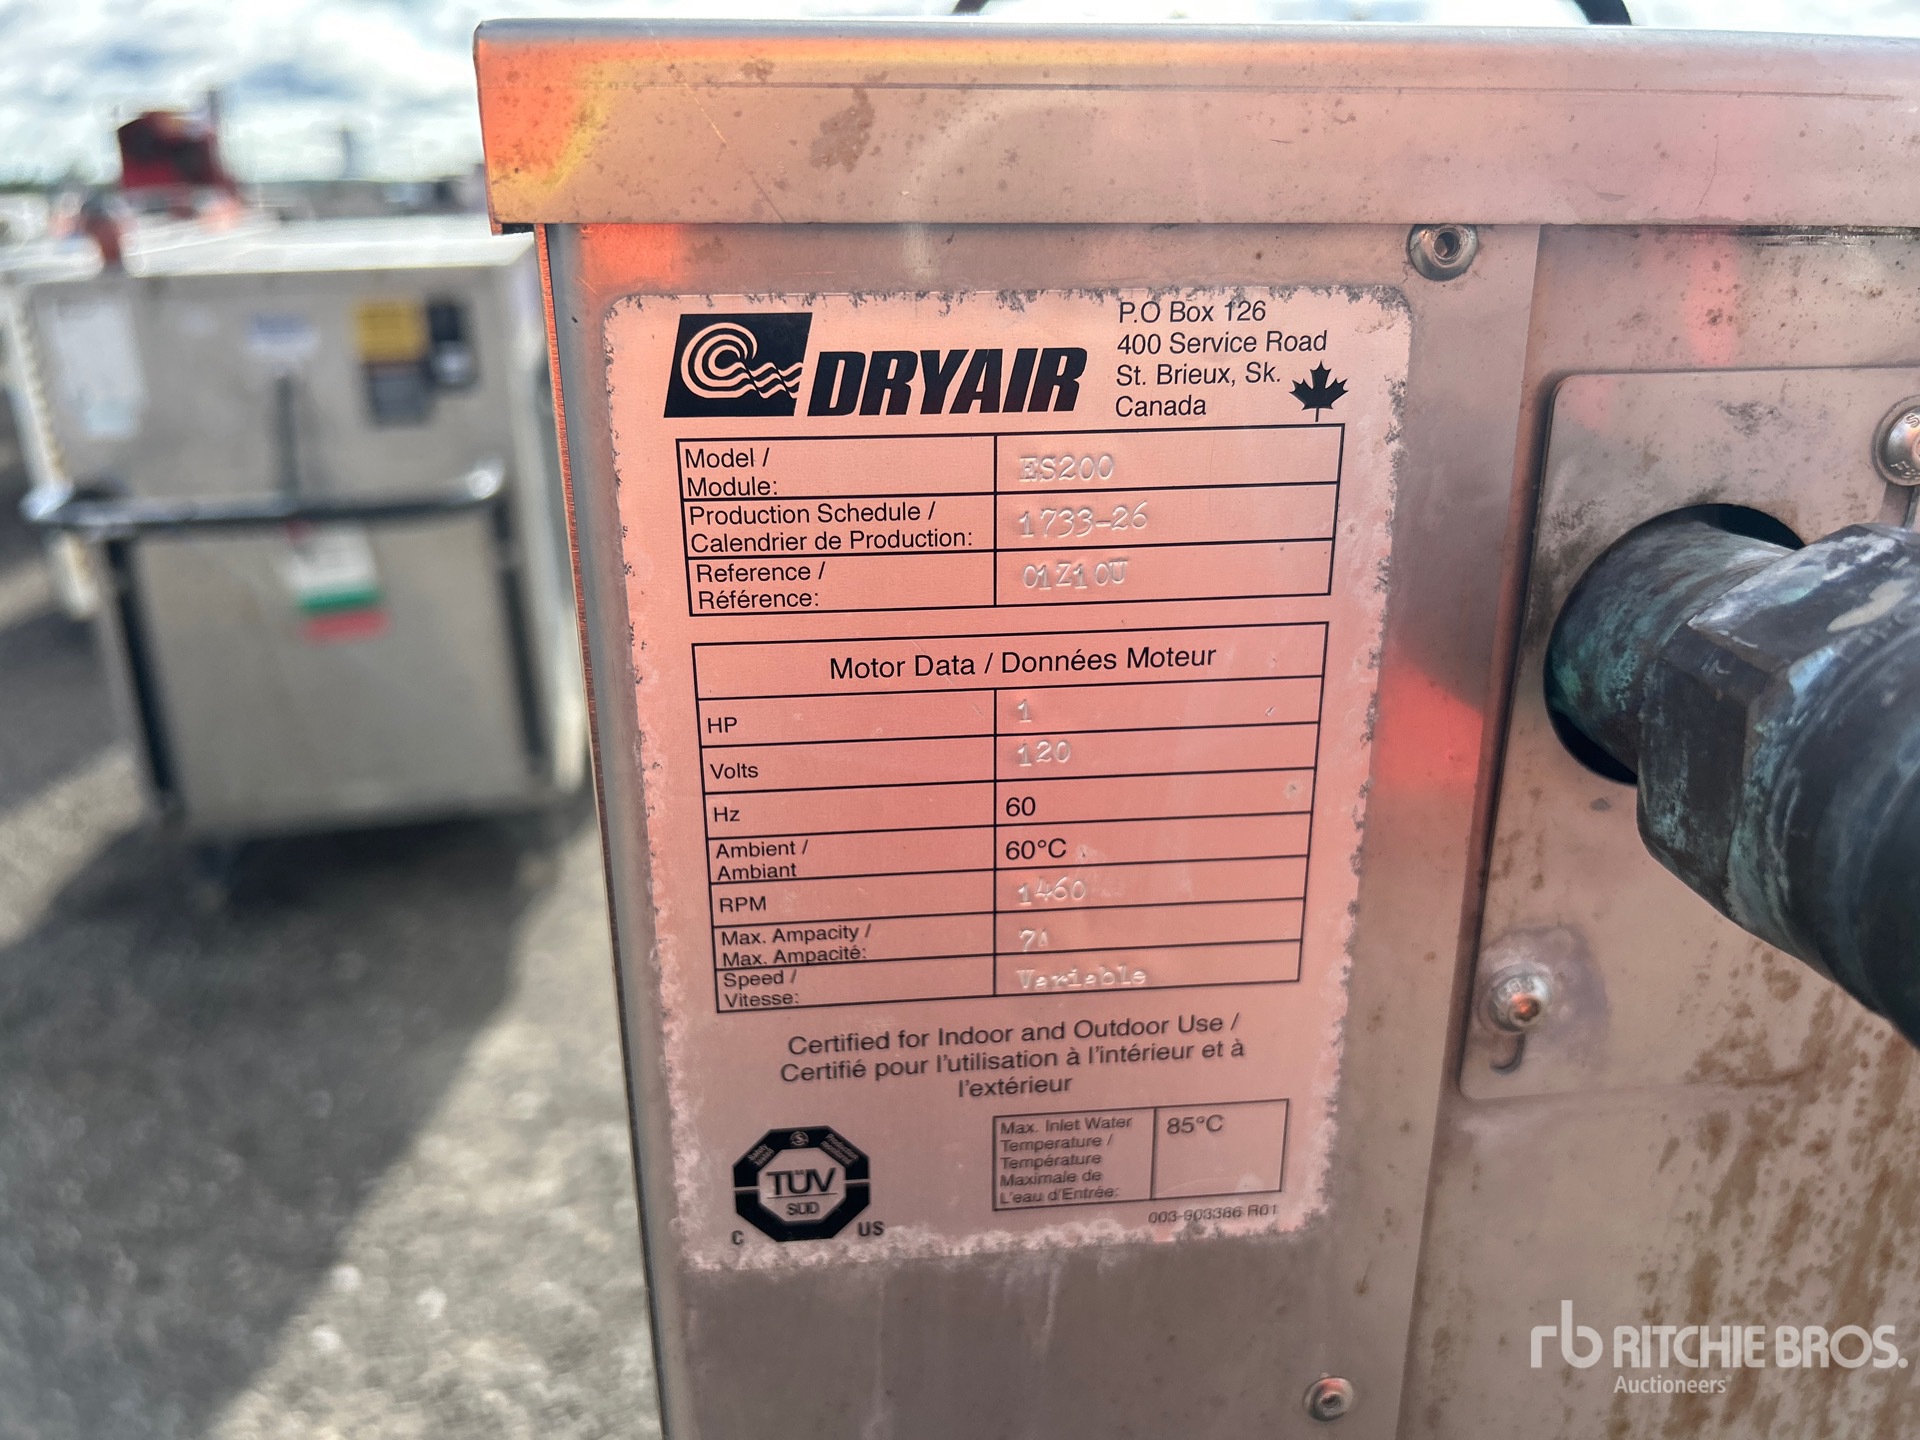 DRYAIR
P.O Box 126
400 Service Road
St. Brieux, Sk.
Canada
Model /
Module:
ES200
Production Schedule /
Calendrier de Production:
1733-26
Reference /
Référence:
01Z10U
Motor Data / Données Moteur
HP
1
Volts
120
Hz
60
Ambient /
Ambiant
60°C
RPM
1460
Max. Ampacity /
Max. Ampacité:
7A
Speed /
Vitesse:
Variable
Certified for Indoor and Outdoor Use /
Certifié pour l'utilisation à l'intérieur et à
l'extérieur
TÜV
SÜD
C US
Max. Inlet Water
Temperature /
Température
Maximale de
L'eau d'Entrée:
85°C
003-903386 R01
rb RITCHIE BROS.
Auctioneers